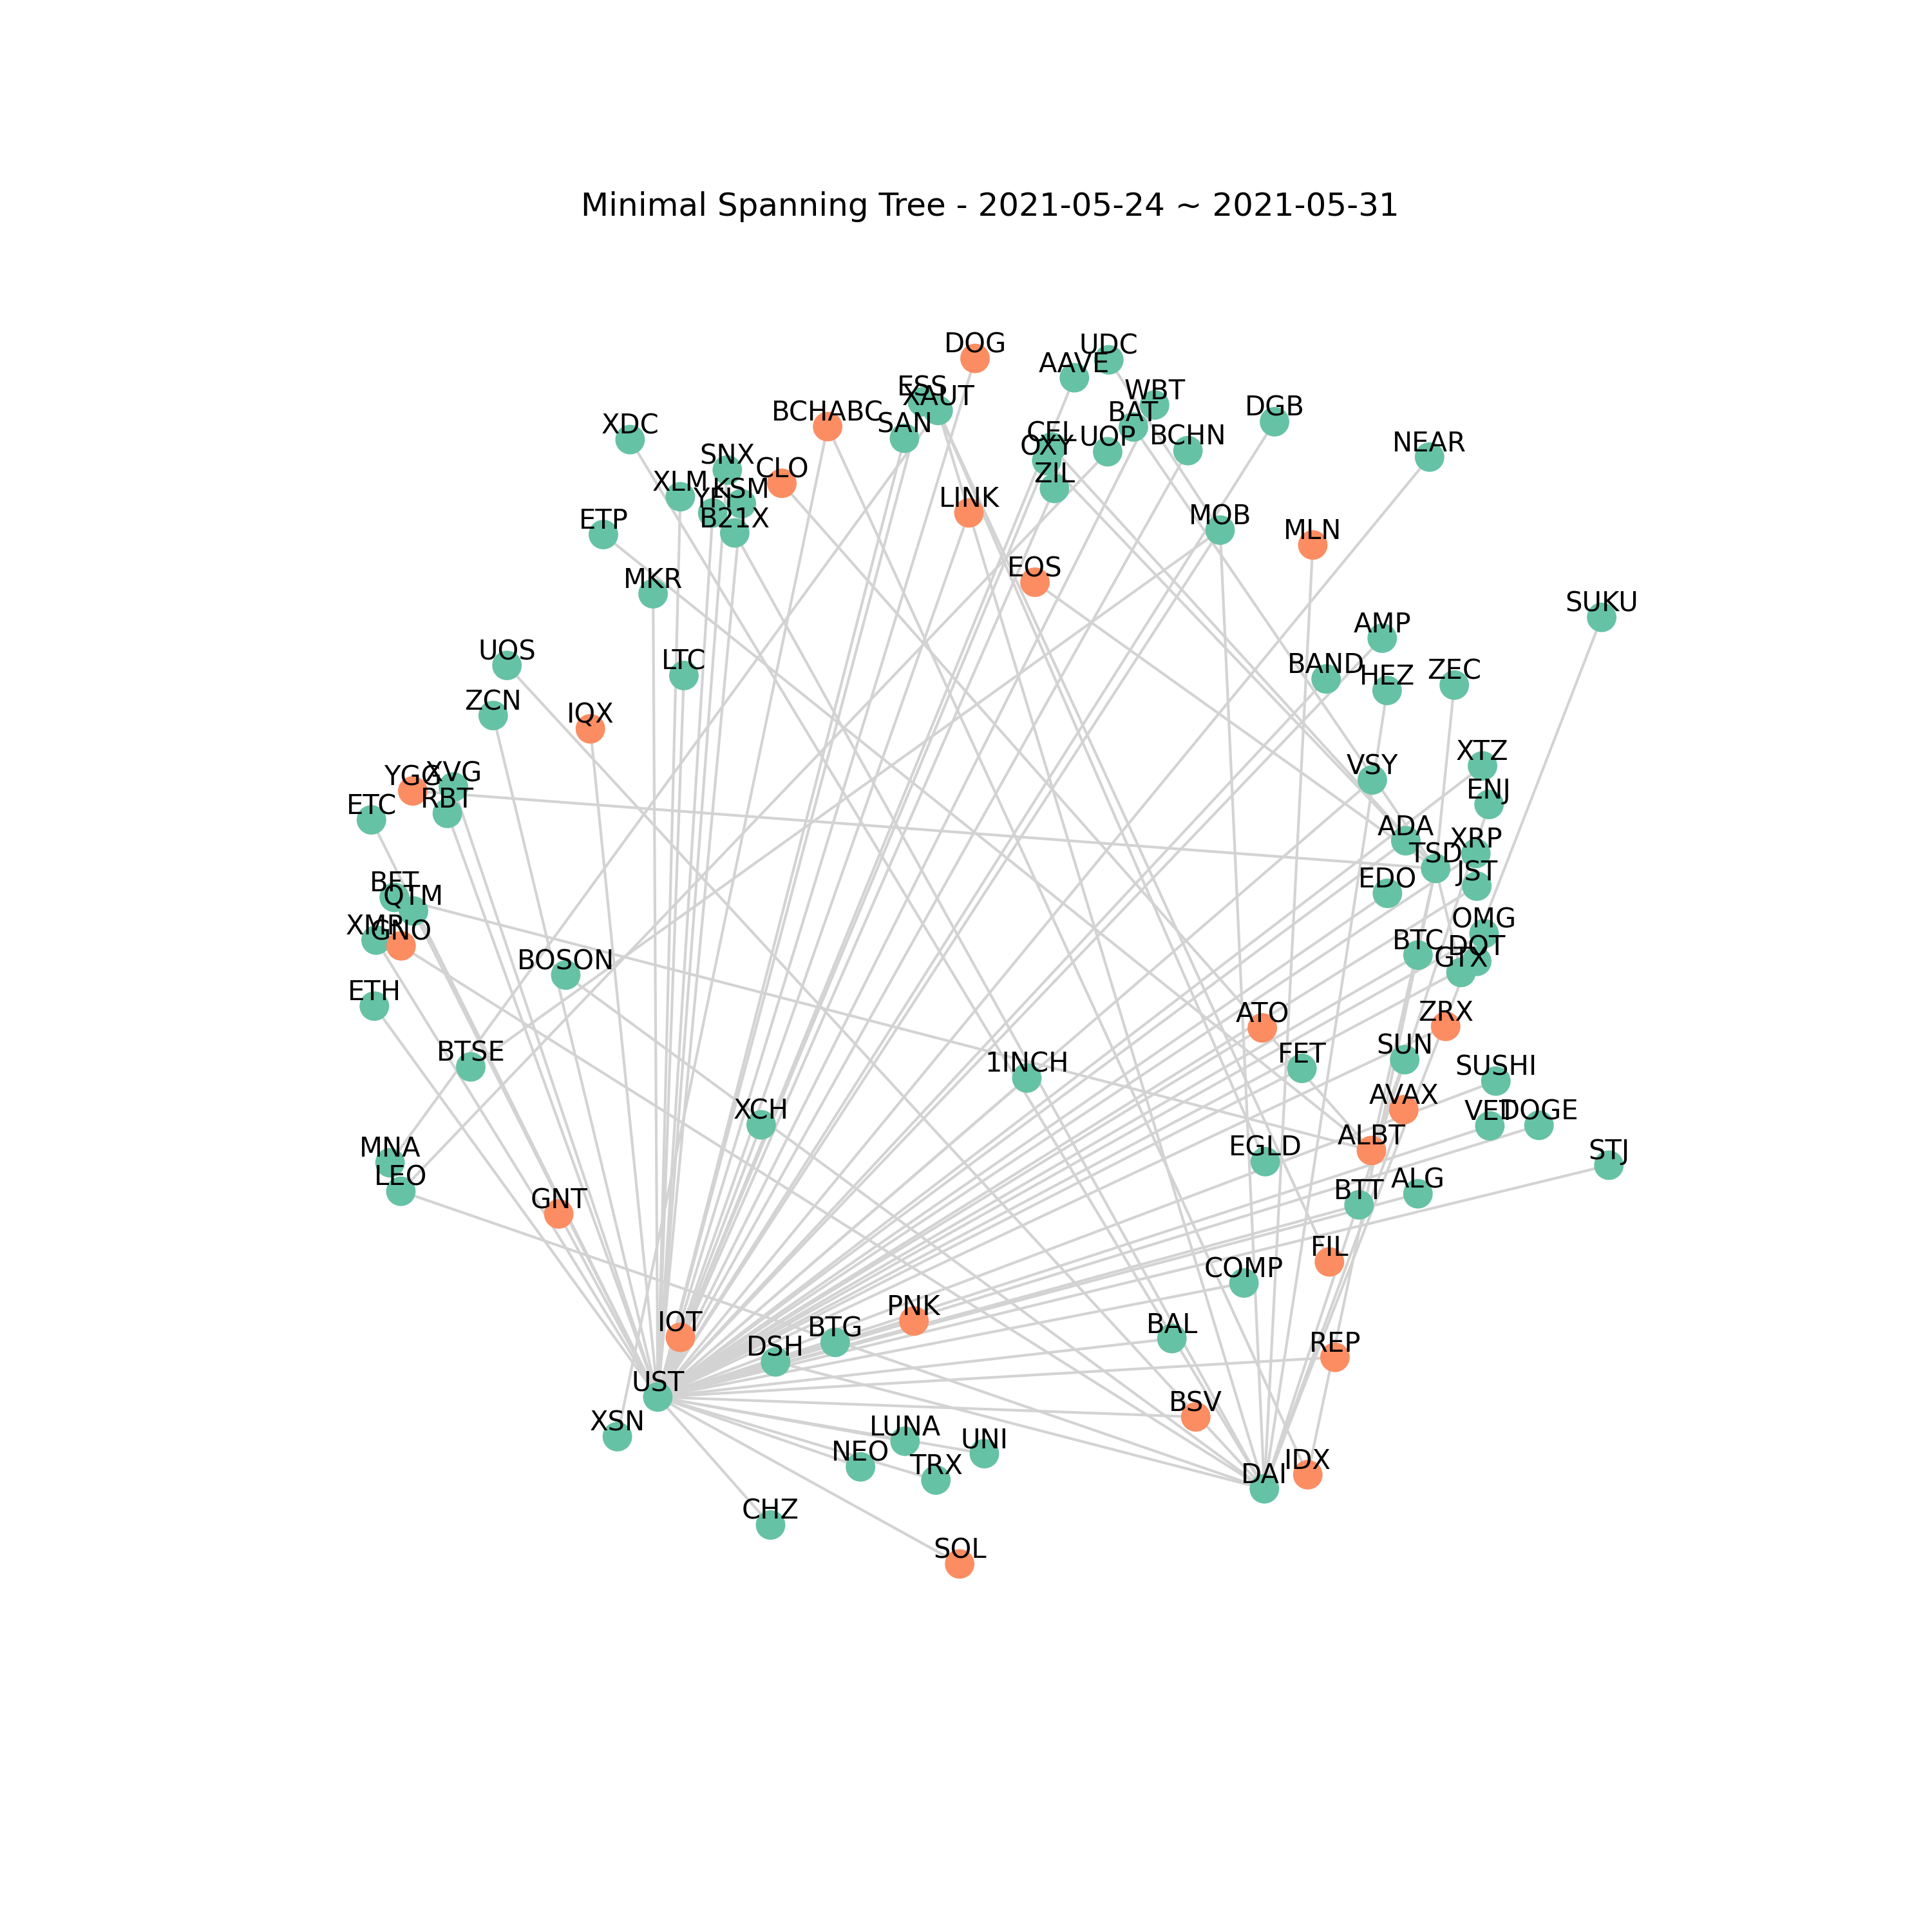 Minimal Spanning Tree - 2021-05-24 ~ 2021-05-31
DOG
UDC
AAVE
ESS
XAUT
WBT
BAT
DGB
BCHABC
SAN
XDC
CEL
OXY
UOP
BCHN
NEAR
SNX
CLO
ZIL
XLM
YFI
KSM
LINK
B21X
ETP
MOB
MLN
EOS
MKR
SUKU
AMP
UOS
LTC
BAND
HEZ
ZEC
ZCN
IQX
XTZ
VSY
YGG
XVG
ENJ
ETC
RBT
ADA
XRP
TSD
JST
BFT
EDO
QTM
XMR
GNO
OMG
BTC
DOT
GTX
BOSON
ETH
ATO
ZRX
BTSE
1INCH
FET
SUN
SUSHI
AVAX
XCH
VET
DOGE
ALBT
MNA
EGLD
STJ
LEO
BTT
ALG
GNT
FIL
COMP
PNK
IOT
BTG
BAL
DSH
REP
UST
BSV
XSN
LUNA
UNI
NEO
TRX
DAI
IDX
CHZ
SOL